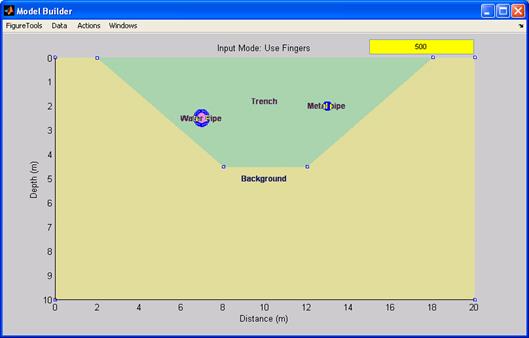 Model Builder
FigureTools Data Actions Windows
Input Mode: Use Fingers
500
0
1
2
3
4
5
6
7
8
9
10
Depth (m)
Trench
Metal pipe
Water pipe
Background
0 2 4 6 8 10 12 14 16 18 20
Distance (m)